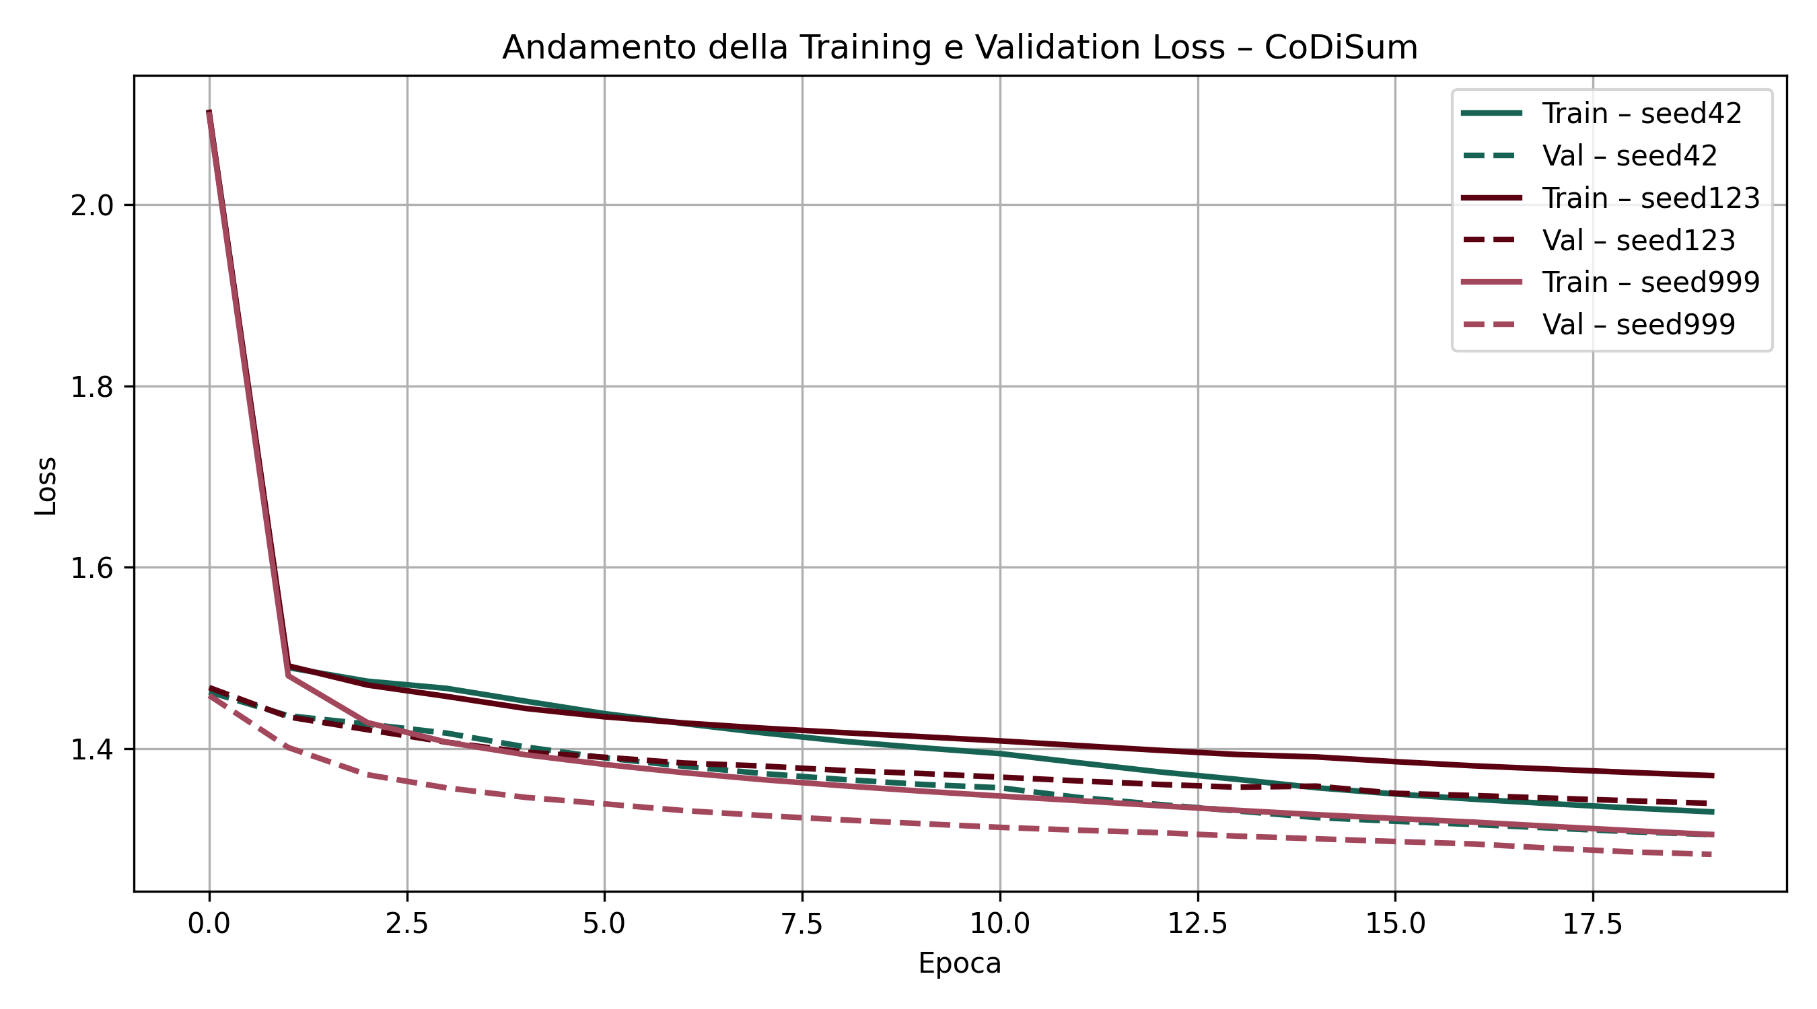 Andamento della Training e Validation Loss – CoDiSum
Train – seed42
Val – seed42
Train – seed123
Val – seed123
Train – seed999
Val – seed999
Loss
2.0
1.8
1.6
1.4
0.0 2.5 5.0 7.5 10.0 12.5 15.0 17.5
Epoca